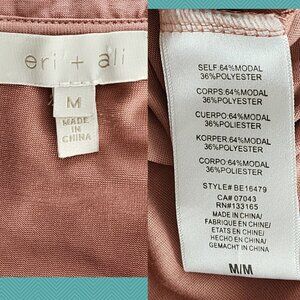 eri + ali
M
MADE IN
CHINA
SELF:64%MODAL
36%POLYESTER
CORPS:64%MODAL
36%POLYESTER
CUERPO:64%MODAL
36%POLYESTER
KORPER:64%MODAL
36%POLYESTER
CORPO:64%MODAL
36%POLYESTER
STYLE# BE16479
CA# 07043
RN#133165
MADE IN CHINA/
FABRIQUE EN CHINE/
ETATS EN CINE/
HECHO EN CHINA/
GEMACHT IN CHINA
M/M